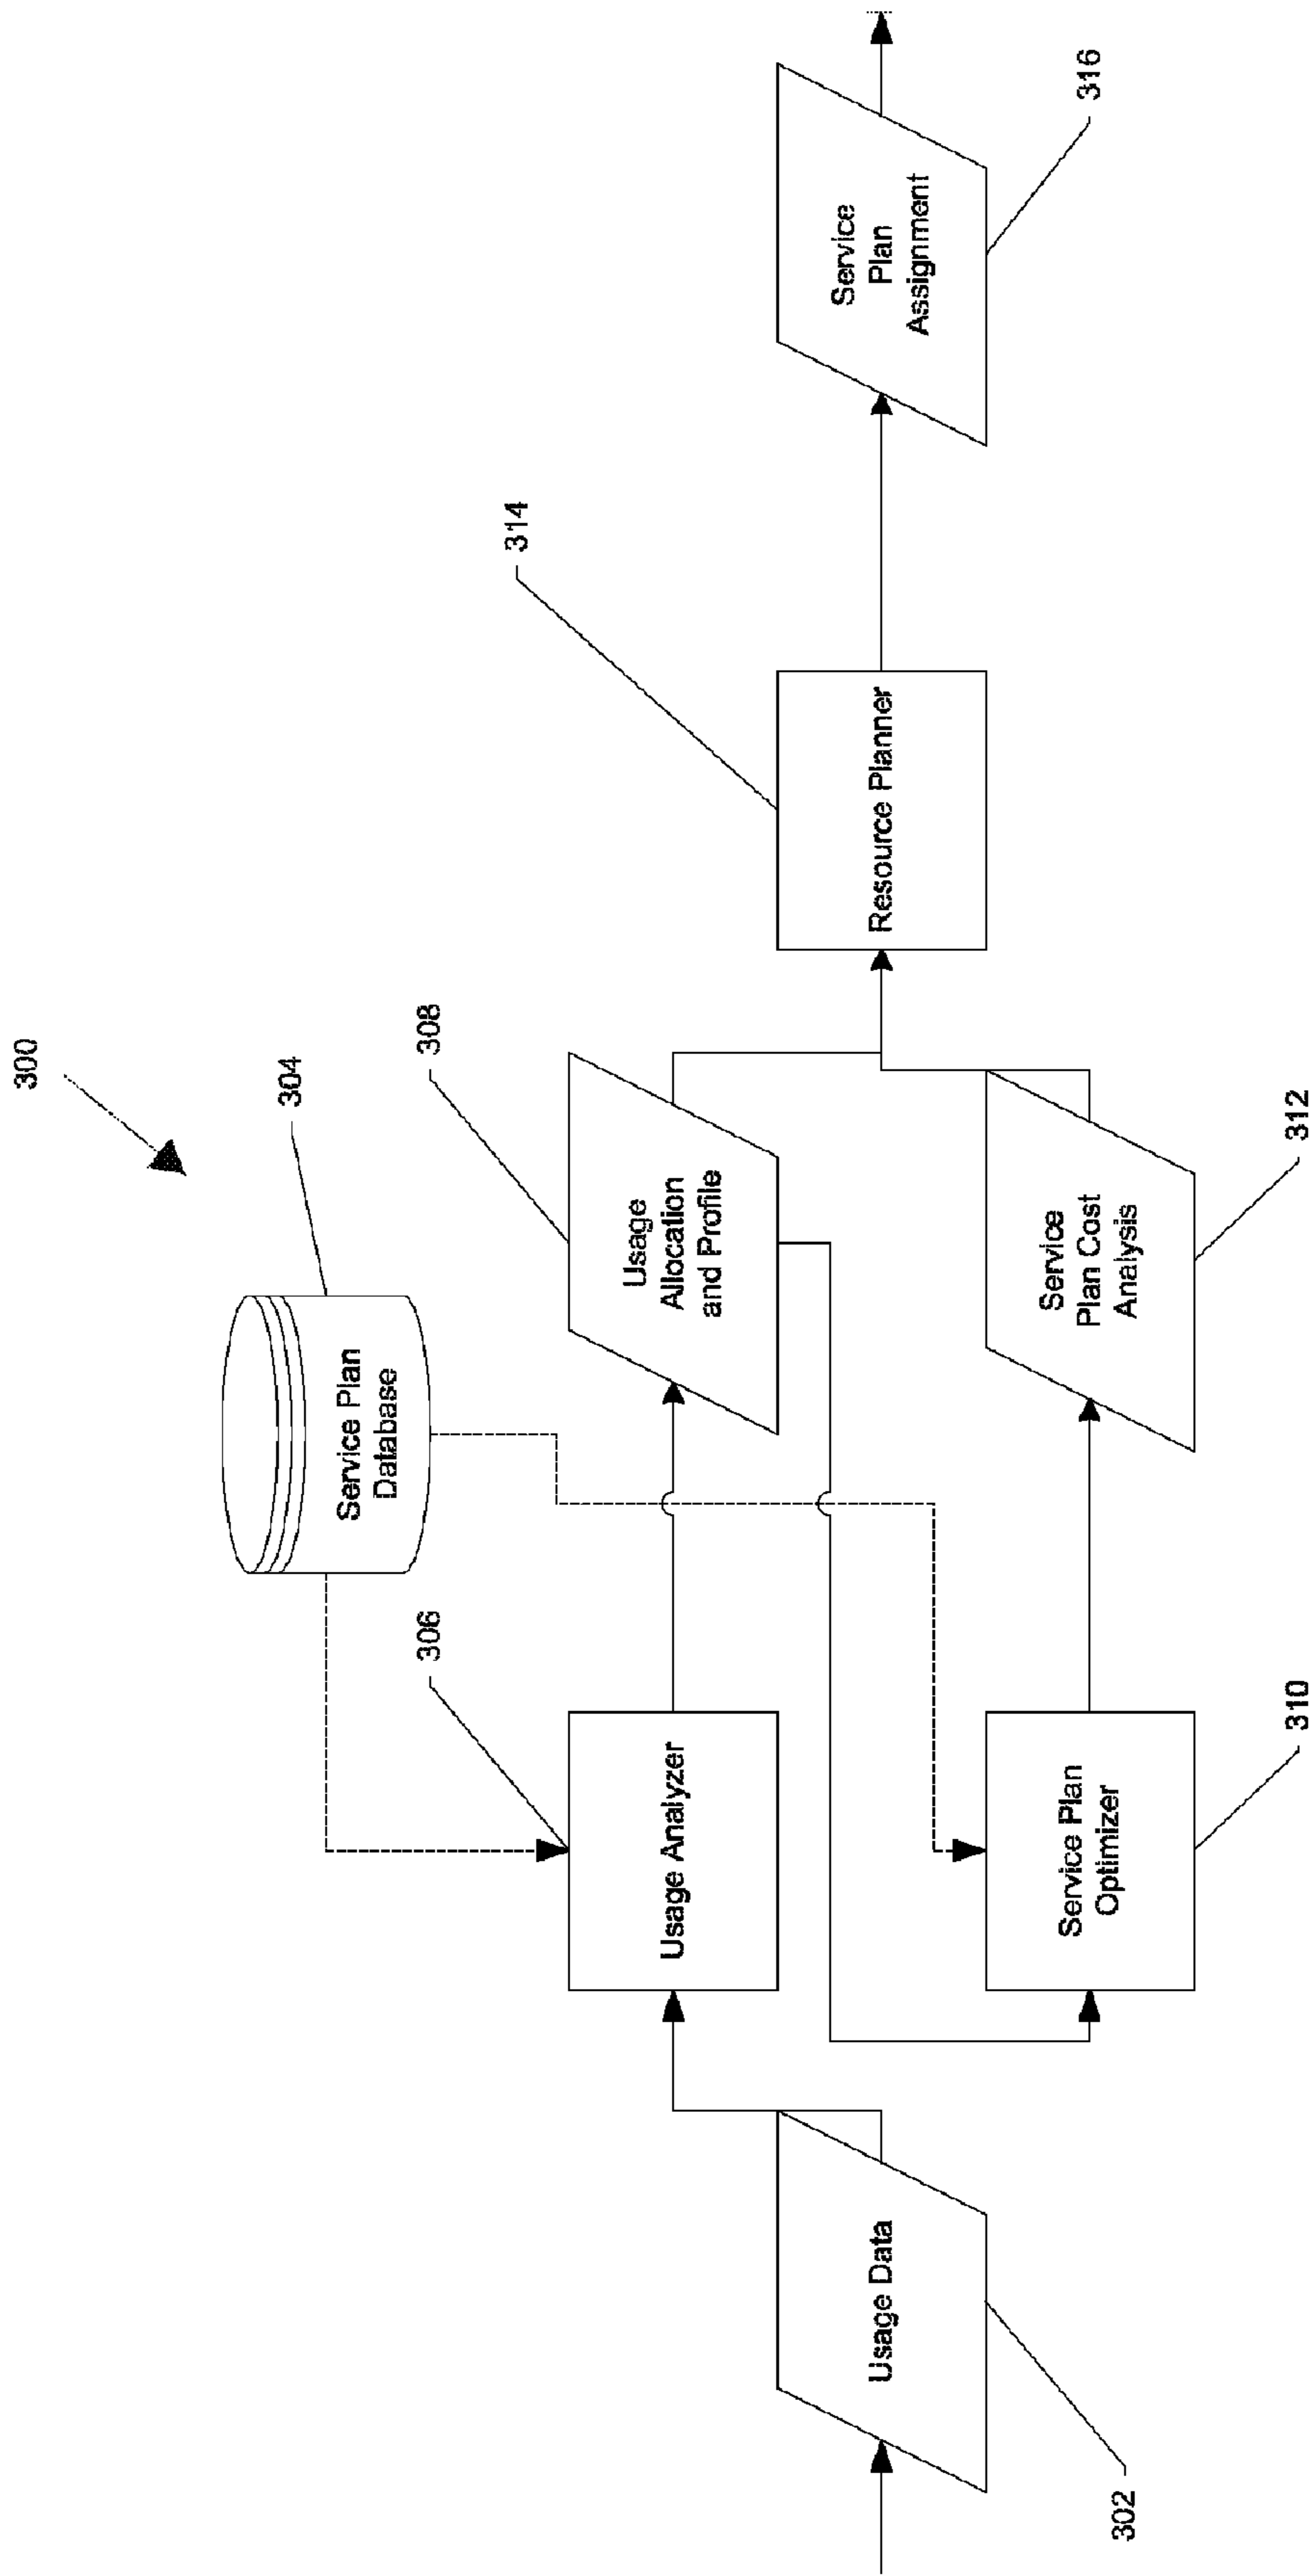 300
304
Service Plan
Database
306
308
Usage Analyzer
Usage
Allocation
and Profile
314
Usage Data
302
Resource Planner
Service
Plan
Assignment
316
Service Plan
Optimizer
310
Service
Plan Cost
Analysis
312